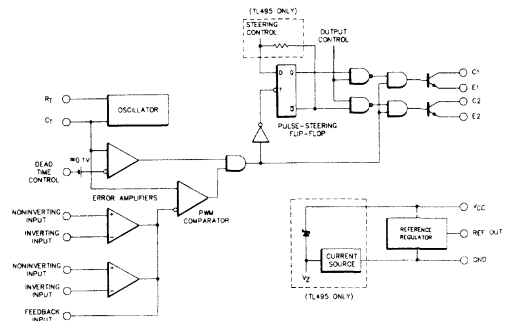 (TL495 ONLY)
STEERING
CONTROL
OUTPUT
CONTROL
C1
E1
C2
E2
D Q
T
Q
PULSE-STEERING
FLIP-FLOP
RT
CT
OSCILLATOR
≈0.1V
DEAD
TIME
CONTROL
ERROR AMPLIFIERS
PWM
COMPARATOR
NONINVERTING
INPUT
INVERTING
INPUT
NONINVERTING
INPUT
INVERTING
INPUT
FEEDBACK
INPUT
VCC
REFERENCE
REGULATOR
REF OUT
CURRENT
SOURCE
GND
VZ
(TL495 ONLY)